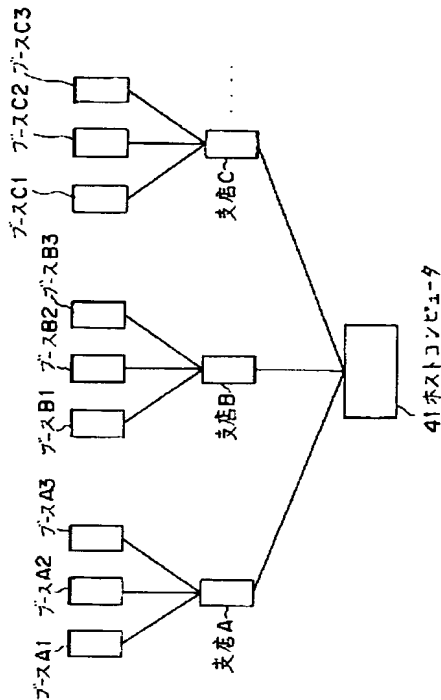 ブースA1
ブースA2
ブースA3
ブースB1
ブースB2
ブースB3
ブースC1
ブースC2
ブースC3
支店A
支店B
支店C
.....
41 ホストコンピュータ